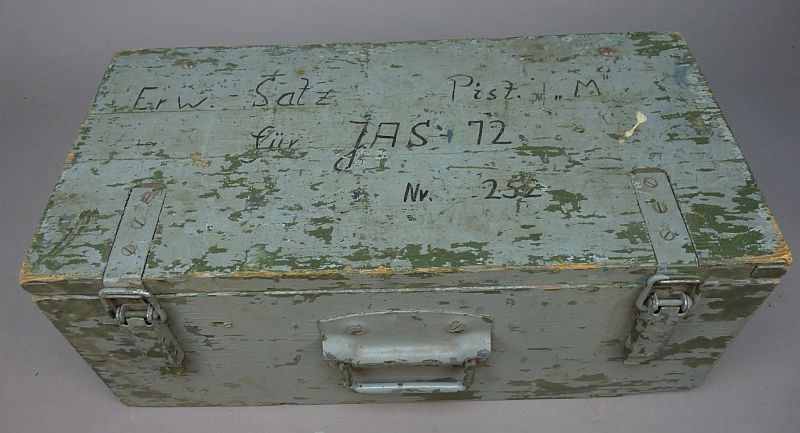 Erw. - Satz Pist. „M"
für JAS 72
Nr. 252